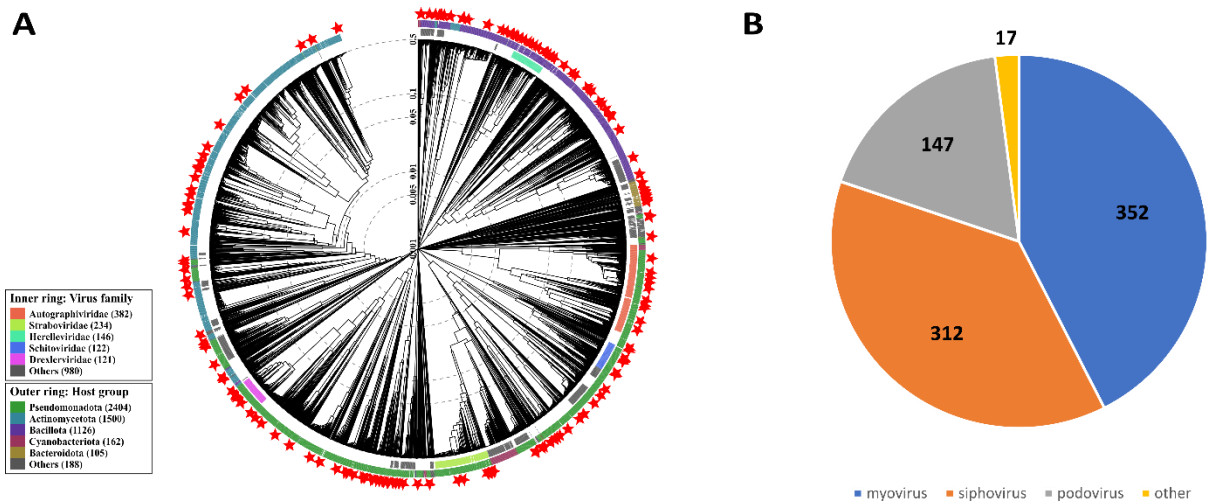 A
0.5
0.1
0.05
0.01
0.005
0.001
Inner ring: Virus family
Autographiviridae (382)
Straboviridae (234)
Herelleviridae (146)
Schitoviridae (122)
Drexlerviridae (121)
Others (980)
Outer ring: Host group
Pseudomonadota (2404)
Actinomycetota (1500)
Bacillota (1126)
Cyanobacteriota (162)
Bacteroidota (105)
Others (188)
B
17
147
352
312
myovirus siphovirus podovirus other